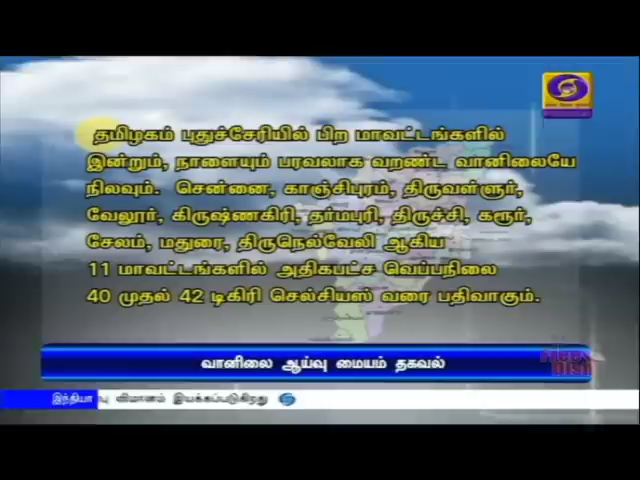 தமிழகம் புதுச்சேரியில் பிற மாவட்டங்களில்
இன்றும், நாளையும் பரவலாக வறண்ட வானிலையே
நிலவும். சென்னை, காஞ்சிபுரம், திருவள்ளுர்,
வேலூர், கிருஷ்ணகிரி, தர்மபுரி, திருச்சி, கரூர்,
சேலம், மதுரை, திருநெல்வேலி ஆகிய
11 மாவட்டங்களில் அதிகபட்ச வெப்பநிலை
40 முதல் 42 டிகிரி செல்சியஸ் வரை பதிவாகும்.
வானிலை ஆய்வு மையம் தகவல்
இந்தியா வு விமானம் இயக்கப்படுகிறது